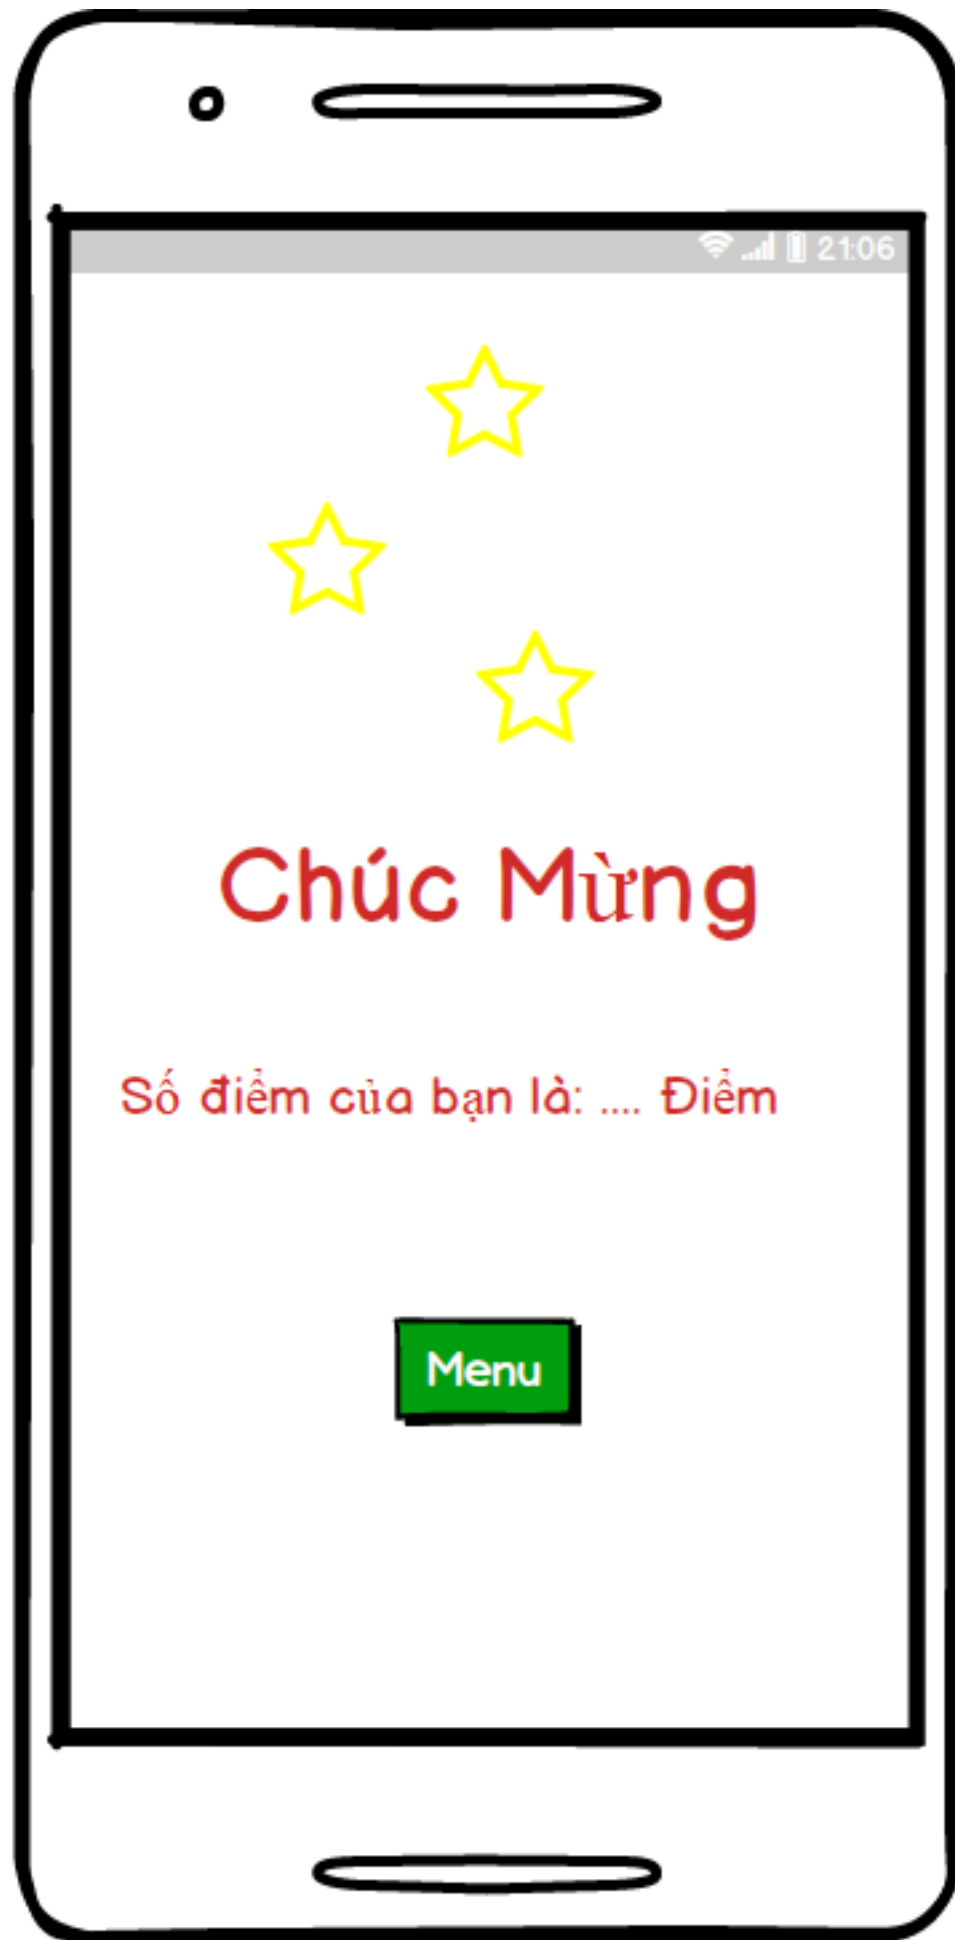 21:06
Chúc Mừng
Số điểm của bạn là: .... Điểm
Menu